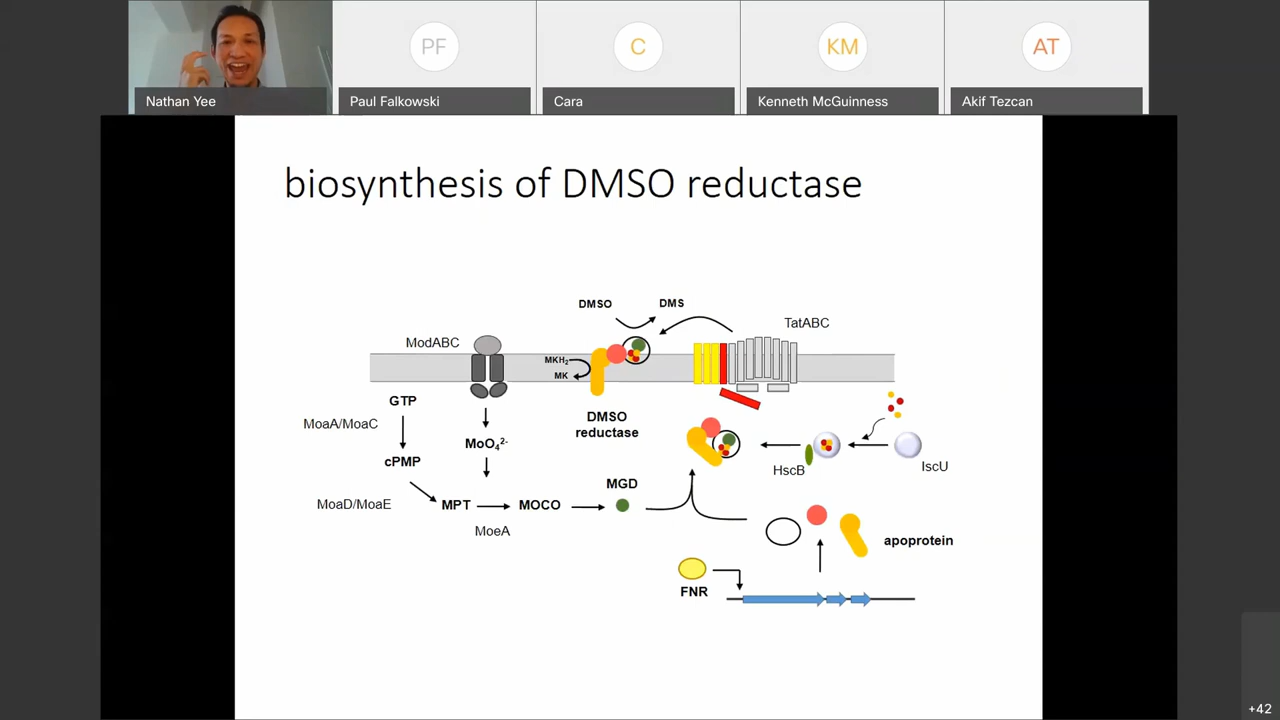 PF
C
KM
AT
Nathan Yee
Paul Falkowski
Cara
Kenneth McGuinness
Akif Tezcan
biosynthesis of DMSO reductase
DMSO
DMS
TatABC
ModABC
MKH₂
MK
GTP
MoaA/MoaC
DMSO
reductase
MoO₄²⁻
cPMP
HscB
IscU
MGD
MoaD/MoaE
MPT
MOCO
MoeA
apoprotein
FNR
+42